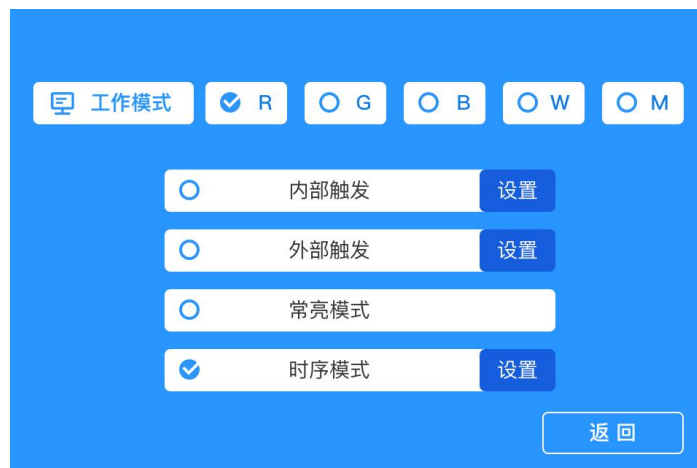 工作模式 R G B W M
内部触发 设置
外部触发 设置
常亮模式
时序模式 设置
返回